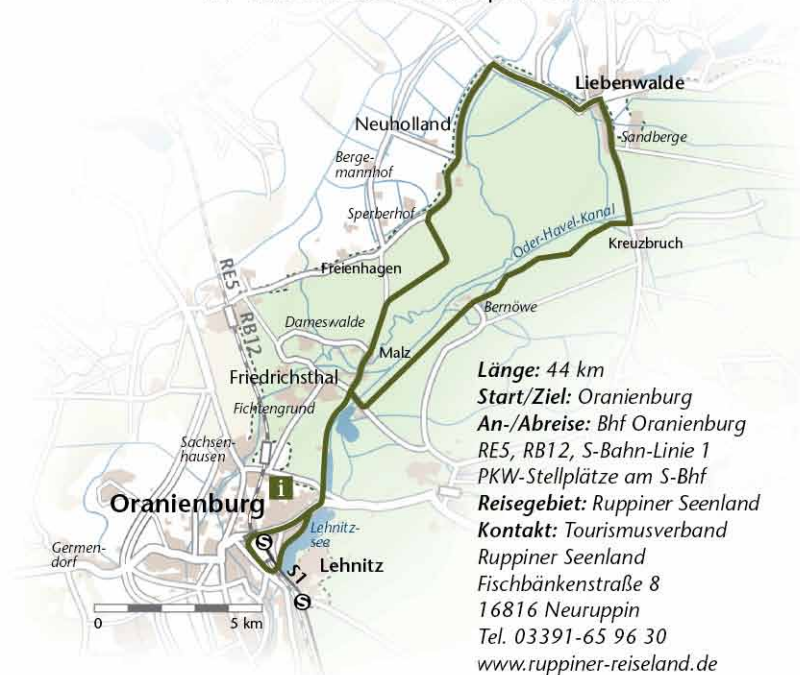 Liebenwalde
Neuholland
Sandberge
Berge-
mannhof
Sperberhof
Oder-Havel-Kanal
Kreuzbruch
Freienhagen
RE5
RB12
Bernöwe
Dameswalde
Malz
Friedrichsthal
Fichtengrund
Sachsen-
hausen
Oranienburg
i
Lehnitz-
see
Germen-
dorf
S
S1
Lehnitz
S
0 5 km
Länge: 44 km
Start/Ziel: Oranienburg
An-/Abreise: Bhf Oranienburg
RE5, RB12, S-Bahn-Linie 1
PKW-Stellplätze am S-Bhf
Reisegebiet: Ruppiner Seenland
Kontakt: Tourismusverband
Ruppiner Seenland
Fischbänkenstraße 8
16816 Neuruppin
Tel. 03391-65 96 30
www.ruppiner-reiseland.de